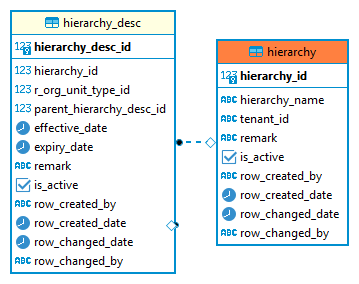 hierarchy_desc
123 hierarchy_desc_id
123 hierarchy_id
123 r_org_unit_type_id
123 parent_hierarchy_desc_id
effective_date
expiry_date
ABC remark
is_active
ABC row_created_by
row_created_date
row_changed_date
ABC row_changed_by
hierarchy
123 hierarchy_id
ABC hierarchy_name
ABC tenant_id
ABC remark
is_active
ABC row_created_by
row_created_date
row_changed_date
ABC row_changed_by